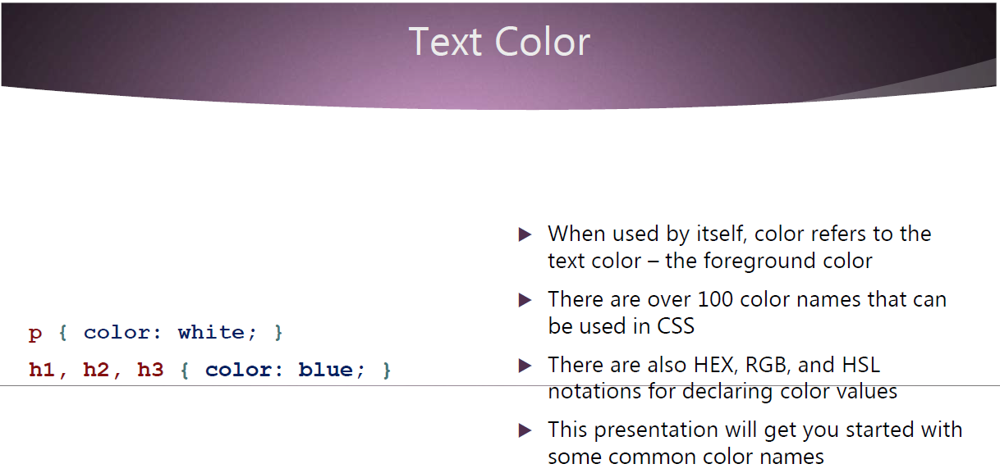 Text Color
p { color: white; }
h1, h2, h3 { color: blue; }
When used by itself, color refers to the
text color – the foreground color
There are over 100 color names that can
be used in CSS
There are also HEX, RGB, and HSL
notations for declaring color values
This presentation will get you started with
some common color names